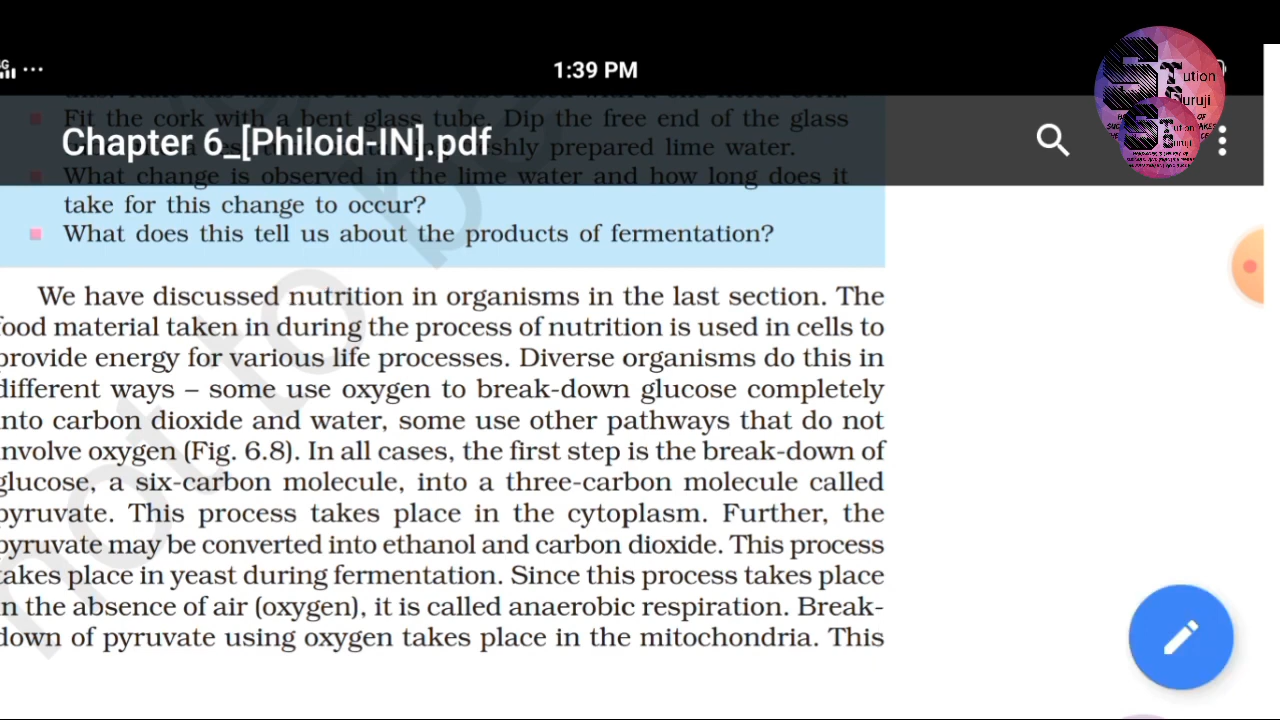 1:39 PM
Tution
Guruji
Fit the cork with a bent glass tube. Dip the free end of the glass
Chapter 6_[Philoid-IN].pdf
freshly prepared lime water.
What change is observed in the lime water and how long does it
take for this change to occur?
What does this tell us about the products of fermentation?
We have discussed nutrition in organisms in the last section. The
food material taken in during the process of nutrition is used in cells to
provide energy for various life processes. Diverse organisms do this in
different ways – some use oxygen to break-down glucose completely
into carbon dioxide and water, some use other pathways that do not
involve oxygen (Fig. 6.8). In all cases, the first step is the break-down of
glucose, a six-carbon molecule, into a three-carbon molecule called
pyruvate. This process takes place in the cytoplasm. Further, the
pyruvate may be converted into ethanol and carbon dioxide. This process
takes place in yeast during fermentation. Since this process takes place
in the absence of air (oxygen), it is called anaerobic respiration. Break-
down of pyruvate using oxygen takes place in the mitochondria. This